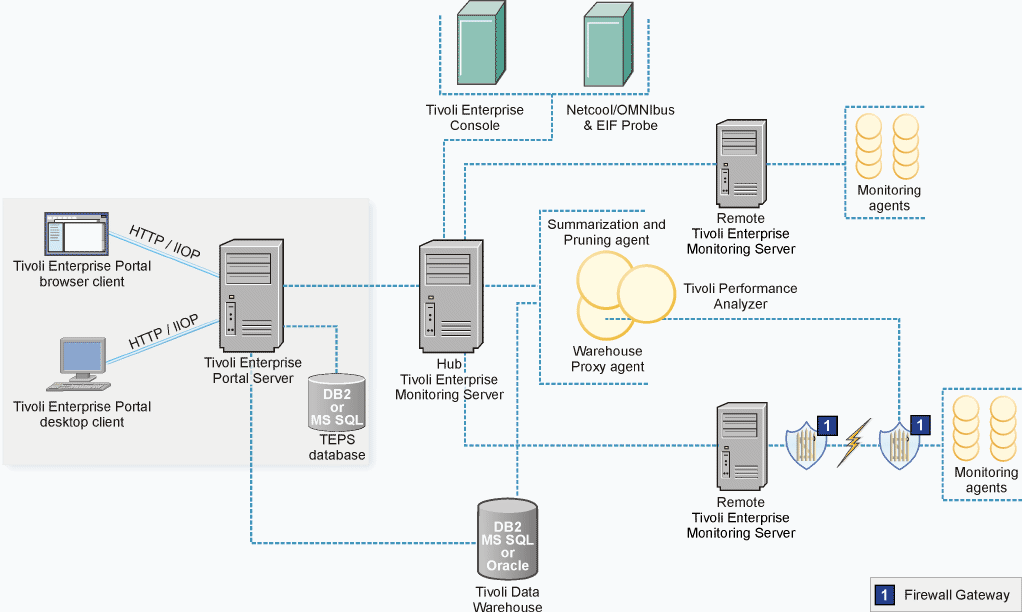 Tivoli Enterprise
Console
Netcool/OMNIbus
& EIF Probe
Monitoring
agents
Remote
Tivoli Enterprise
Monitoring Server
Summarization and
Pruning agent
HTTP / IIOP
Tivoli Enterprise Portal
browser client
Tivoli Performance
Analyzer
HTTP / IIOP
Warehouse
Proxy agent
Tivoli Enterprise
Portal Server
Hub
Tivoli Enterprise
Monitoring Server
DB2
or
MS SQL
TEPS
database
Tivoli Enterprise Portal
desktop client
1
1
Monitoring
agents
Remote
Tivoli Enterprise
Monitoring Server
DB2
MS SQL
or
Oracle
Tivoli Data
Warehouse
1 Firewall Gateway